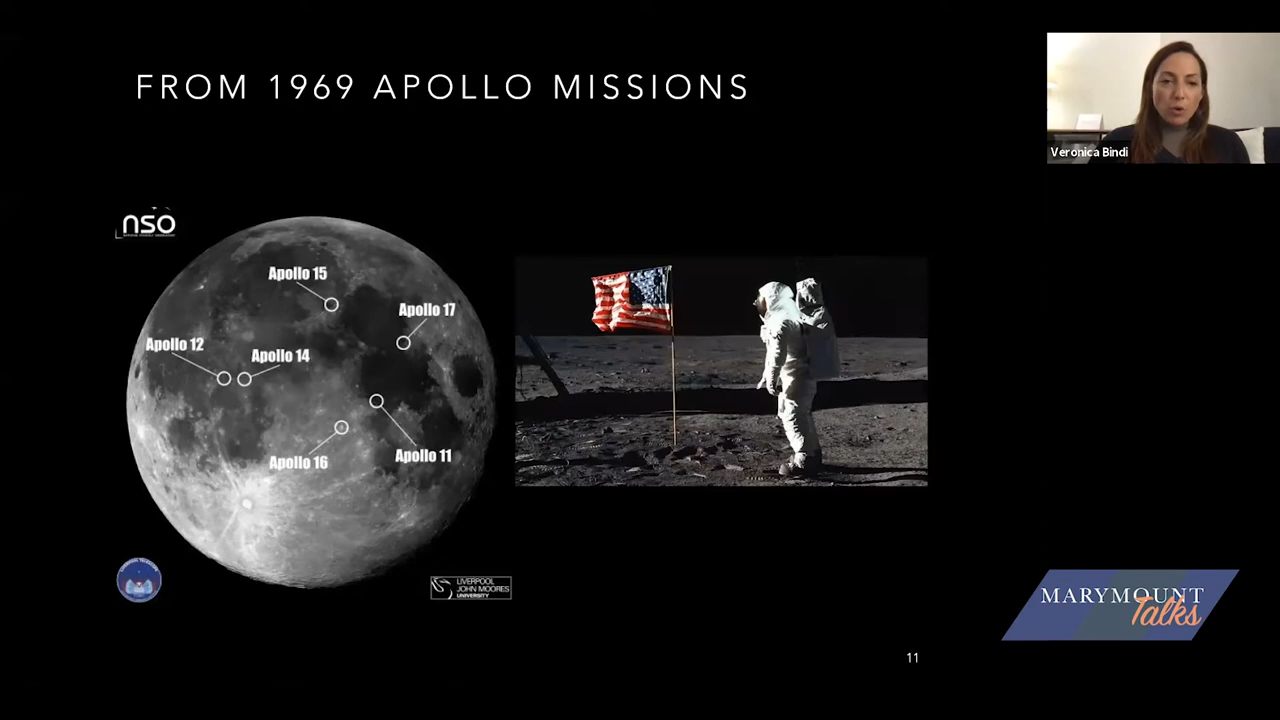 FROM 1969 APOLLO MISSIONS
Veronica Bindi
nso
Apollo 15
Apollo 17
Apollo 12
Apollo 14
Apollo 16
Apollo 11
LIVERPOOL
JOHN MOORES
UNIVERSITY
MARYMOUNT
Talks
11